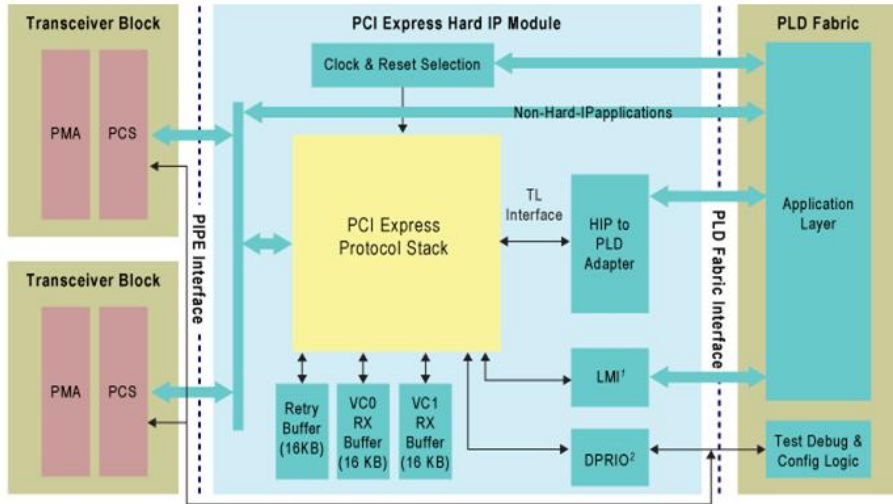 Transceiver Block
PMA
PCS
Transceiver Block
PMA
PCS
PIPE Interface
PCI Express Hard IP Module
Clock & Reset Selection
Non-Hard-IPapplications
PCI Express
Protocol Stack
TL
Interface
HIP to
PLD
Adapter
LMI¹
DPRIO²
Retry
Buffer
(16KB)
VC0
RX
Buffer
(16 KB)
VC1
RX
Buffer
(16 KB)
PLD Fabric Interface
PLD Fabric
Application
Layer
Test Debug &
Config Logic